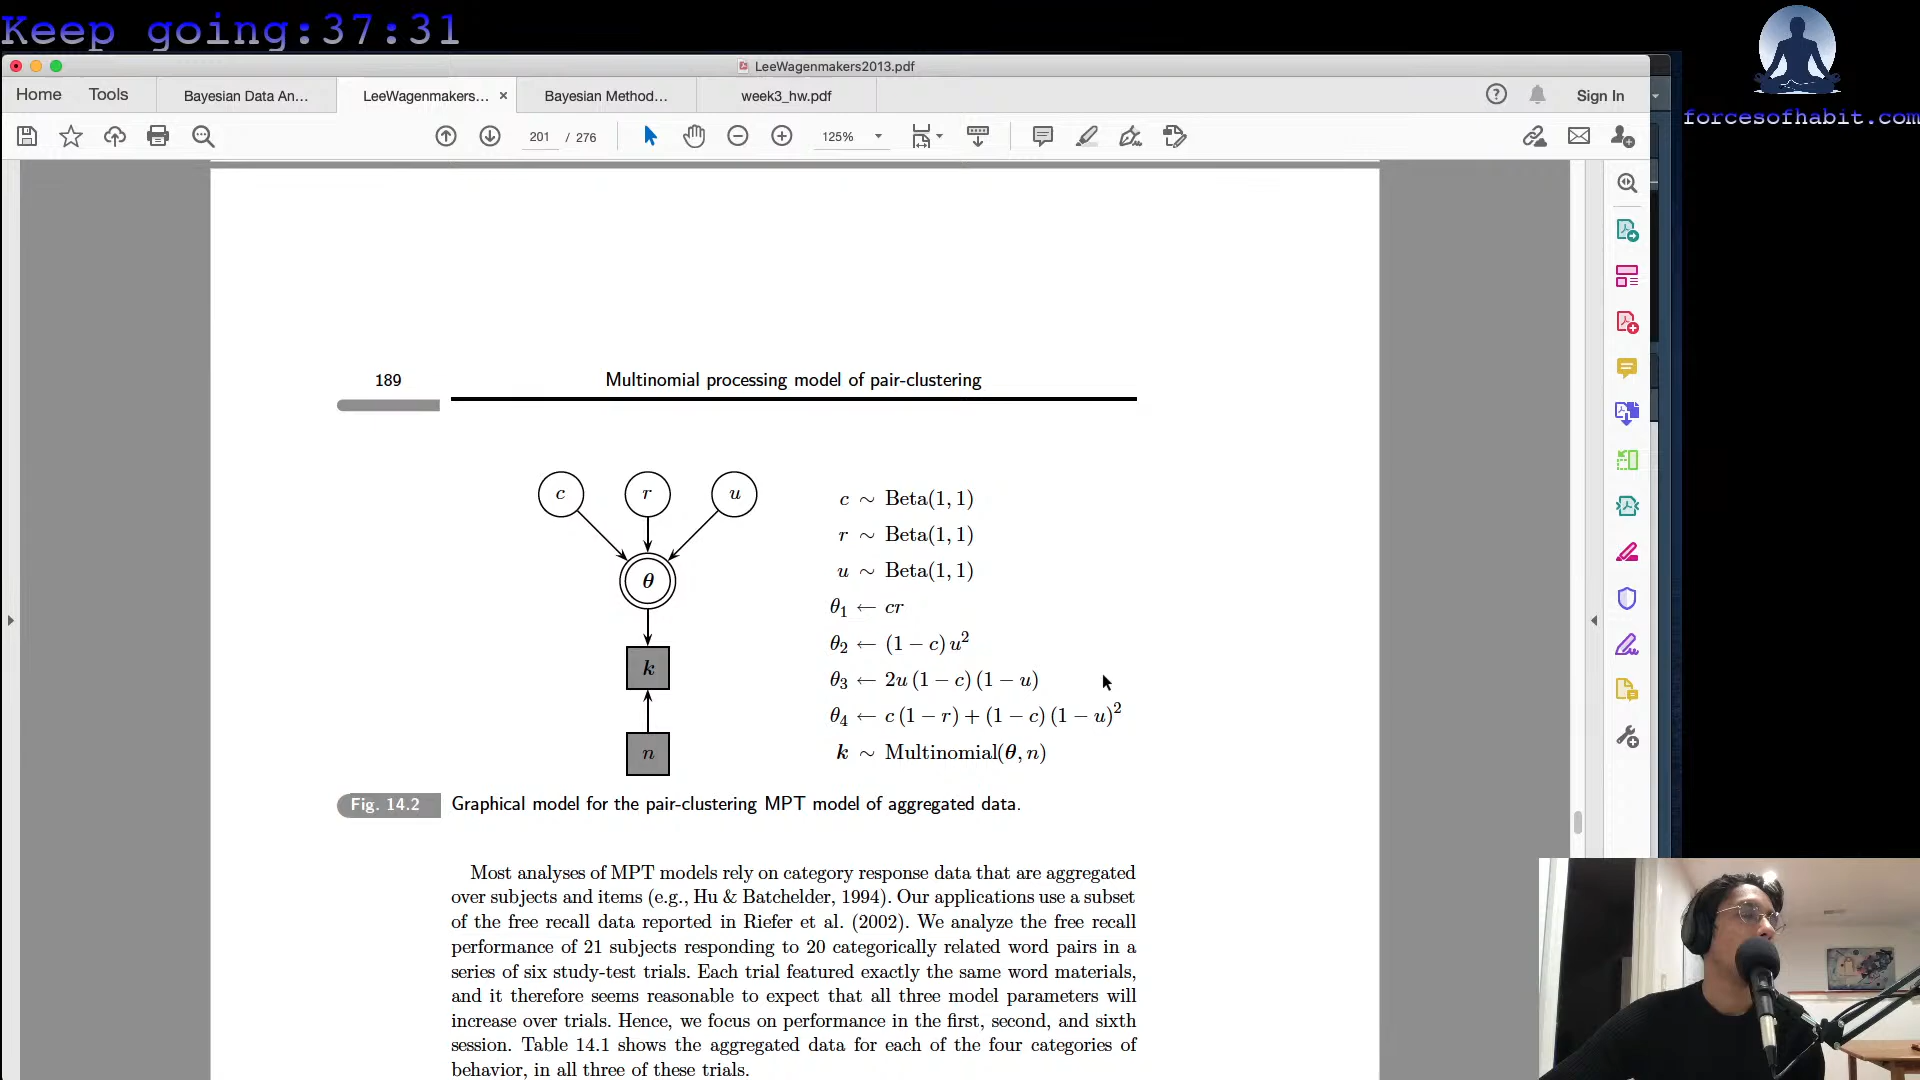 Keep going:37:31
forcesofhabit.com
LeeWagenmakers2013.pdf
Home Tools Bayesian Data An... LeeWagenmakers... × Bayesian Method... week3_hw.pdf Sign In
201 / 276 125%
189 Multinomial processing model of pair-clustering
c r u
θ
k
n
c ∼ Beta(1, 1)
r ∼ Beta(1, 1)
u ∼ Beta(1, 1)
θ₁ ← cr
θ₂ ← (1 − c) u²
θ₃ ← 2u (1 − c) (1 − u)
θ₄ ← c (1 − r) + (1 − c) (1 − u)²
k ∼ Multinomial(θ, n)
Fig. 14.2 Graphical model for the pair-clustering MPT model of aggregated data.
Most analyses of MPT models rely on category response data that are aggregated
over subjects and items (e.g., Hu & Batchelder, 1994). Our applications use a subset
of the free recall data reported in Riefer et al. (2002). We analyze the free recall
performance of 21 subjects responding to 20 categorically related word pairs in a
series of six study-test trials. Each trial featured exactly the same word materials,
and it therefore seems reasonable to expect that all three model parameters will
increase over trials. Hence, we focus on performance in the first, second, and sixth
session. Table 14.1 shows the aggregated data for each of the four categories of
behavior, in all three of these trials.